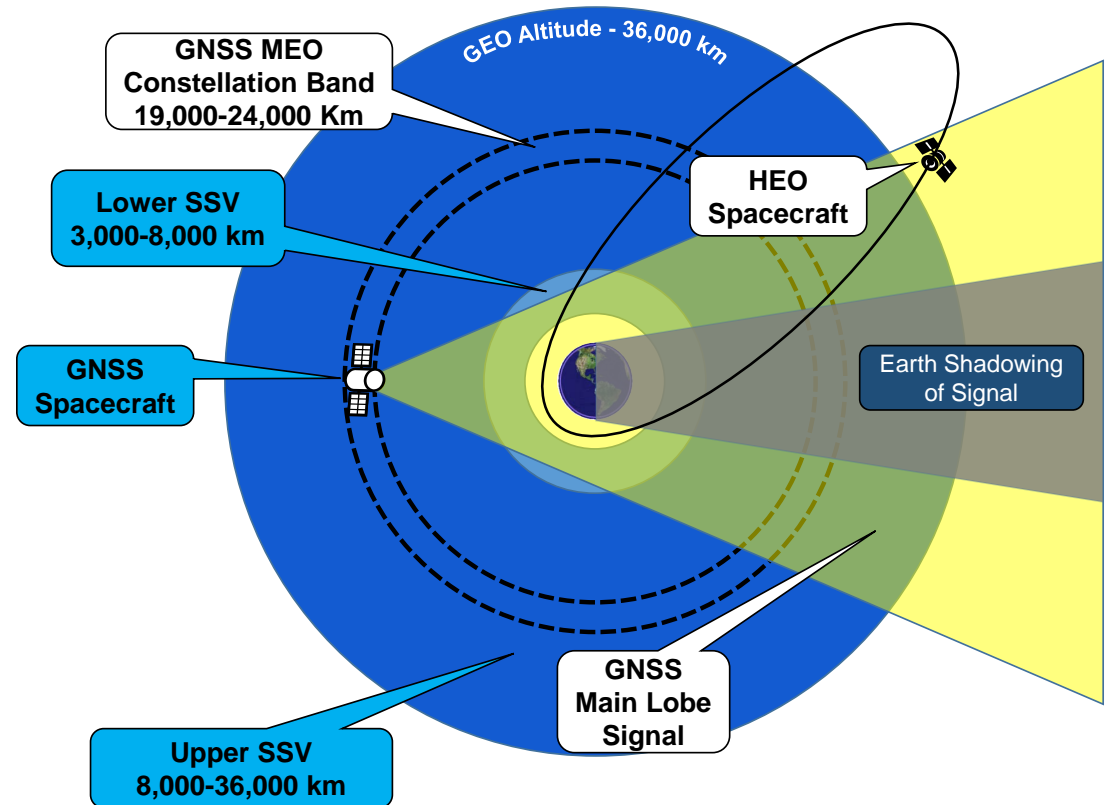 GEO Altitude - 36,000 km
GNSS MEO
Constellation Band
19,000-24,000 Km
Lower SSV
3,000-8,000 km
HEO
Spacecraft
GNSS
Spacecraft
Earth Shadowing
of Signal
GNSS
Main Lobe
Signal
Upper SSV
8,000-36,000 km